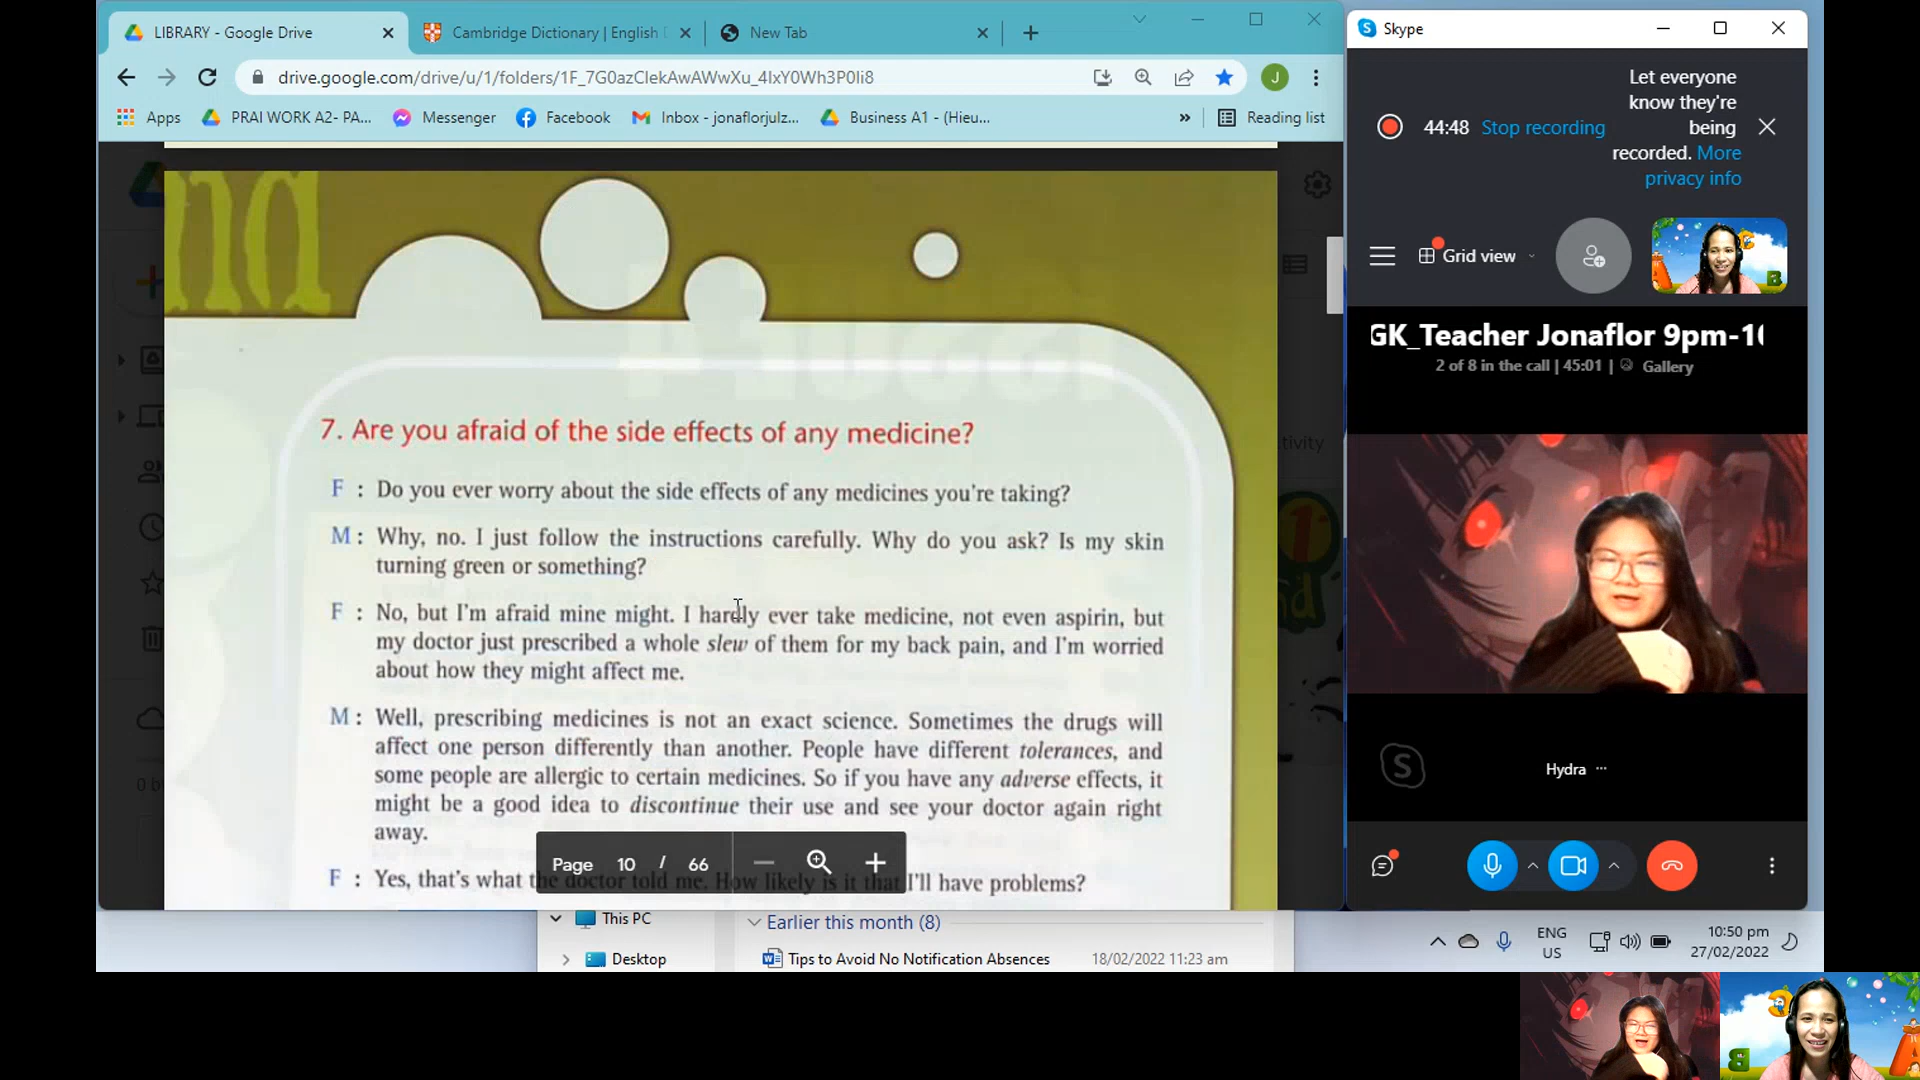 LIBRARY - Google Drive
Cambridge Dictionary | English
New Tab
drive.google.com/drive/u/1/folders/1F_7G0azClekAwAWwXu_4IxY0Wh3P0Ii8
J
Apps
PRAI WORK A2- PA...
Messenger
Facebook
Inbox - jonaflorjulz...
Business A1 - (Hieu...
»
Reading list
7. Are you afraid of the side effects of any medicine?
F : Do you ever worry about the side effects of any medicines you're taking?
M : Why, no. I just follow the instructions carefully. Why do you ask? Is my skin
turning green or something?
F : No, but I'm afraid mine might. I hardly ever take medicine, not even aspirin, but
my doctor just prescribed a whole slew of them for my back pain, and I'm worried
about how they might affect me.
M : Well, prescribing medicines is not an exact science. Sometimes the drugs will
affect one person differently than another. People have different tolerances, and
some people are allergic to certain medicines. So if you have any adverse effects, it
might be a good idea to discontinue their use and see your doctor again right
away.
F : Yes, that's what the doctor told me. How likely is it that I'll have problems?
Page 10 / 66
This PC
Desktop
Earlier this month (8)
Tips to Avoid No Notification Absences 18/02/2022 11:23 am
Skype
44:48 Stop recording
Let everyone
know they're
being
recorded. More
privacy info
Grid view
GK_Teacher Jonaflor 9pm-1
2 of 8 in the call | 45:01 | Gallery
Hydra ...
ENG
US
10:50 pm
27/02/2022